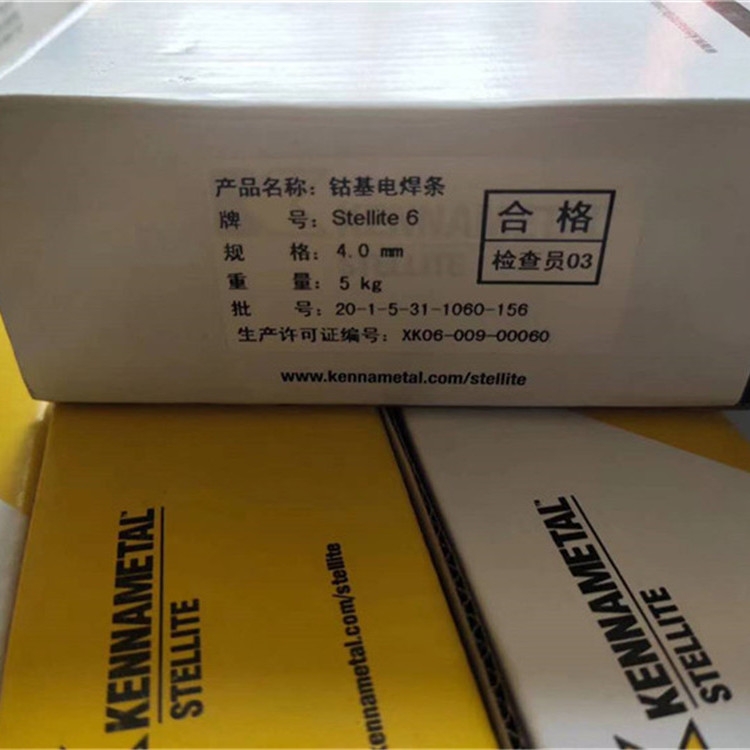 产品名称：钴基电焊条
牌 号：Stellite 6
规 格：4.0 mm
重 量：5 kg
批 号：20-1-5-31-1060-156
生产许可证编号：XK06-009-00060
合格
检查员03
www.kennametal.com/stellite
KENNAMETAL™
STELLITE
kennametal.com/stellite
KENNAMETAL™
STELLITE